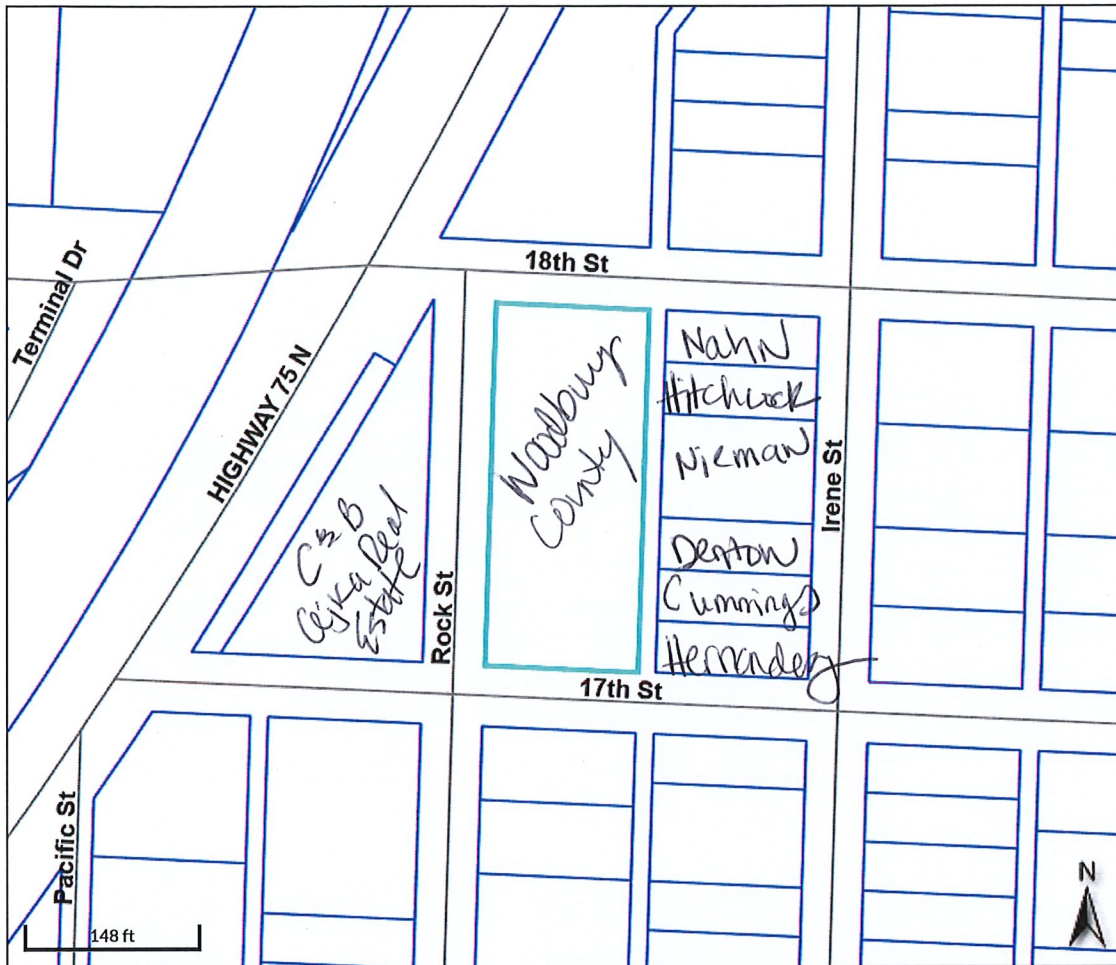 18th St
Terminal Dr
HIGHWAY 75 N
Nahn
Hitchcock
Nieman
Denton
Cummings
Hernandez
Woodbury
County
Irene St
C & B
Cejka Real
Estate
Rock St
17th St
Pacific St
N
148 ft